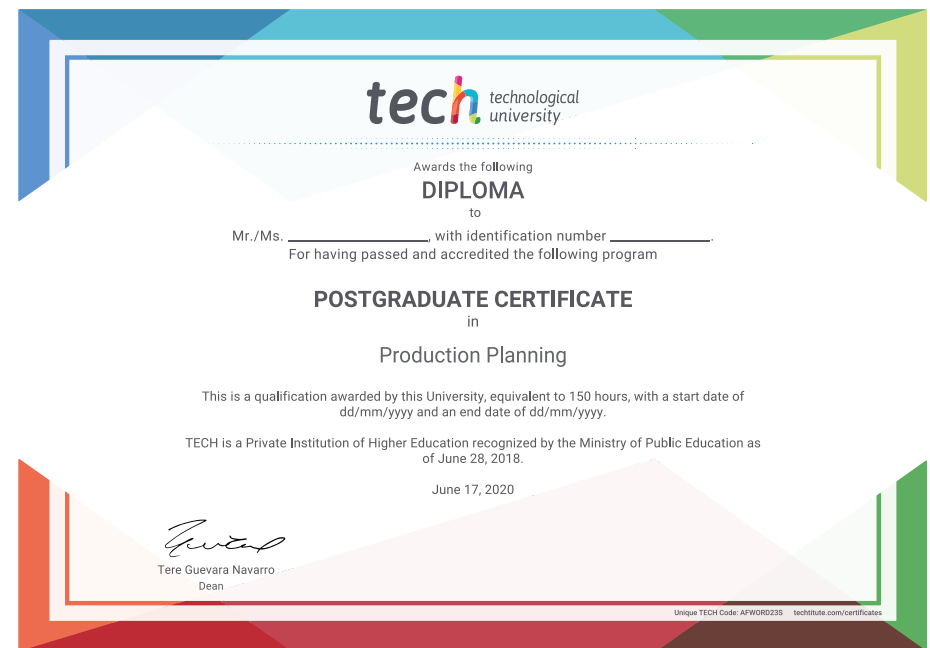 tech technological
university
Awards the following
DIPLOMA
to
Mr./Ms. ____________, with identification number ____________.
For having passed and accredited the following program
POSTGRADUATE CERTIFICATE
in
Production Planning
This is a qualification awarded by this University, equivalent to 150 hours, with a start date of
dd/mm/yyyy and an end date of dd/mm/yyyy.
TECH is a Private Institution of Higher Education recognized by the Ministry of Public Education as
of June 28, 2018.
June 17, 2020
Tere Guevara Navarro
Dean
Unique TECH Code: AFWORD23S techtitute.com/certificates